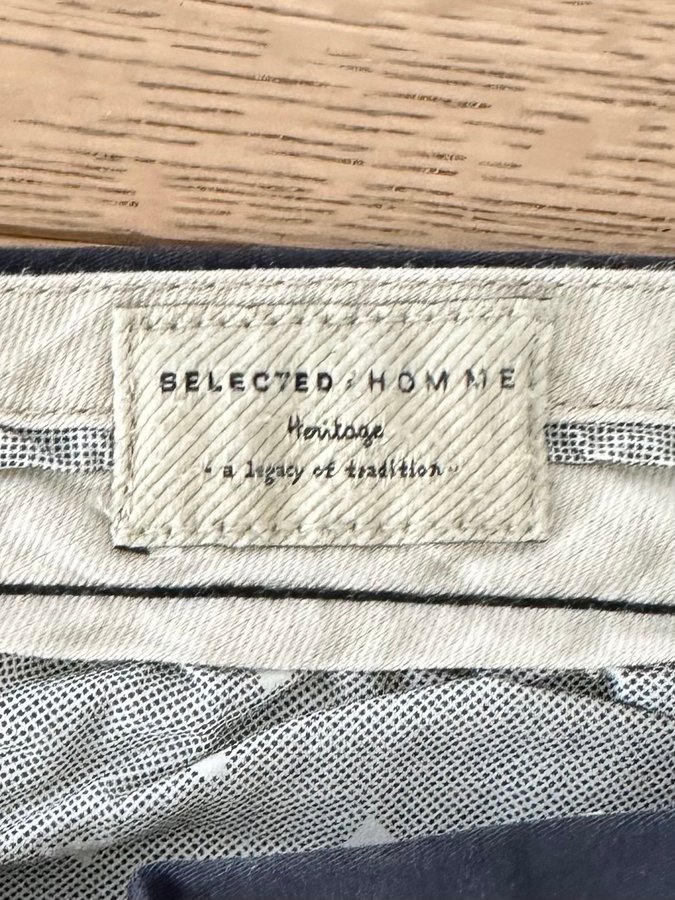 SELECTED / HOMME
Heritage
"a legacy of tradition"